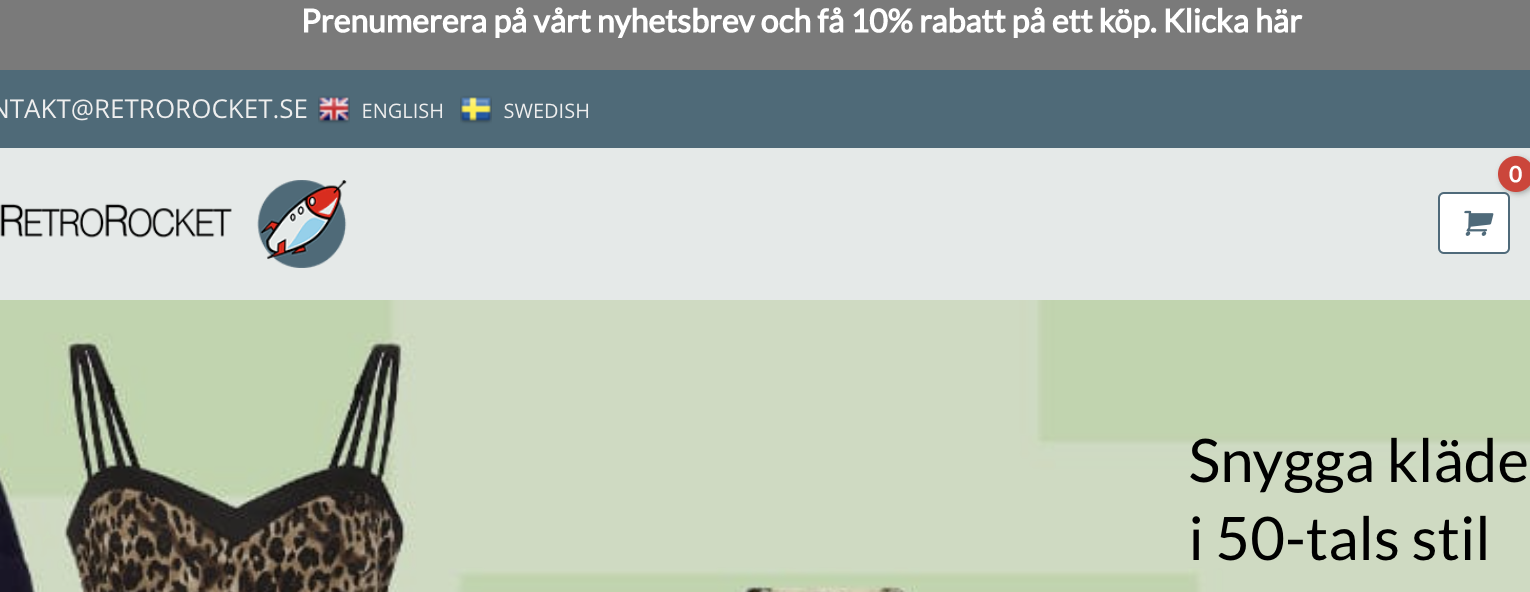 Prenumerera på vårt nyhetsbrev och få 10% rabatt på ett köp. Klicka här
NTAKT@RETROROCKET.SE ENGLISH SWEDISH
RETROROCKET
0
Snygga kläde
i 50-tals stil